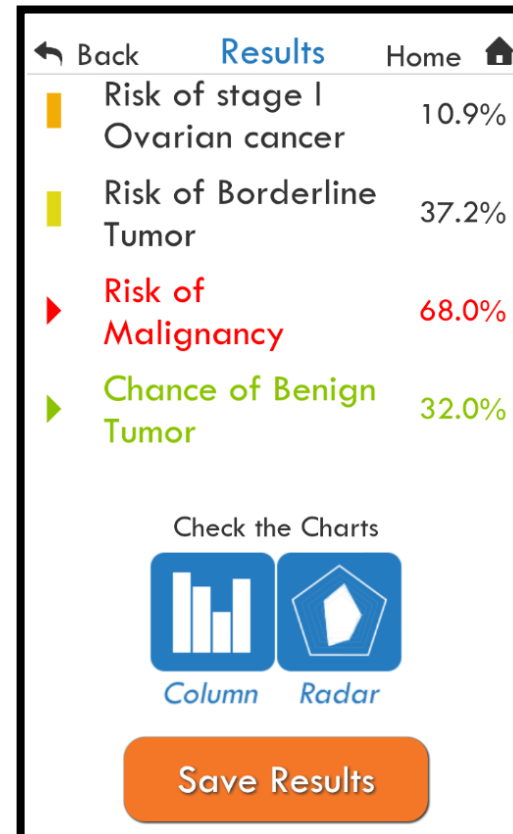 Back Results Home
Risk of stage I
Ovarian cancer 10.9%
Risk of Borderline
Tumor 37.2%
Risk of
Malignancy 68.0%
Chance of Benign
Tumor 32.0%
Check the Charts
Column Radar
Save Results